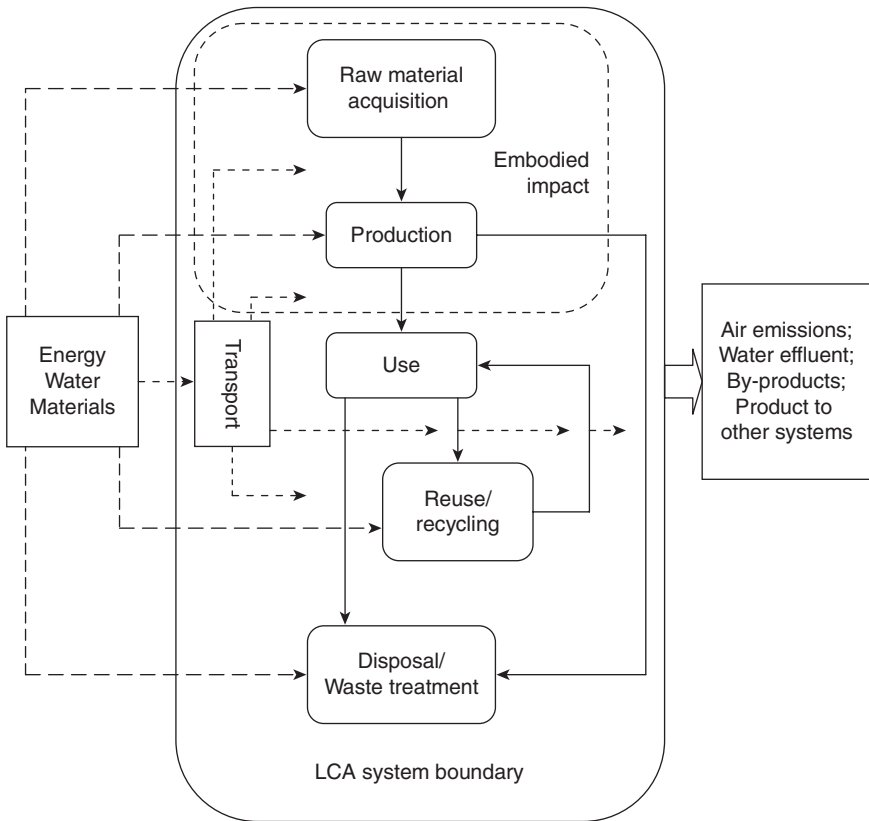 Raw material
acquisition
Embodied
impact
Production
Energy
Water
Materials
Transport
Use
Air emissions;
Water effluent;
By-products;
Product to
other systems
Reuse/
recycling
Disposal/
Waste treatment
LCA system boundary